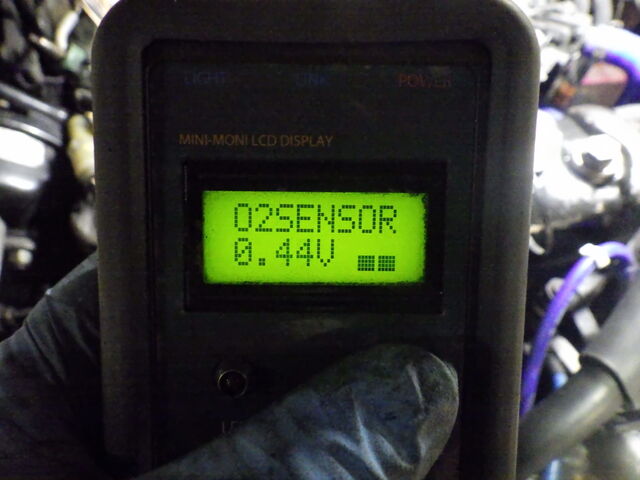 LIGHT LINK POWER
MINI-MONI LCD DISPLAY
O2SENSOR
0.44V